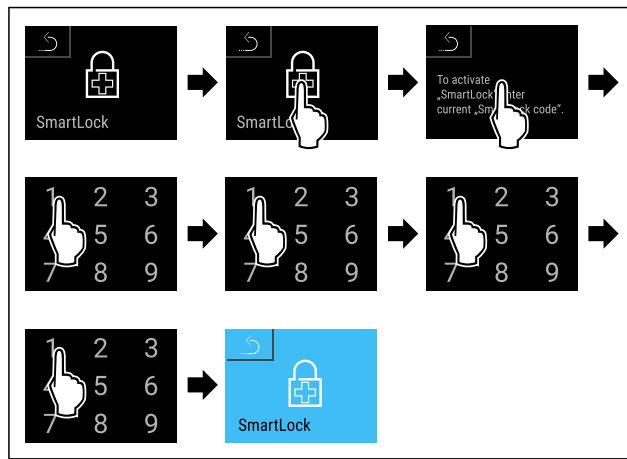 SmartLock
SmartLo
To activate
„SmartLock" enter
current „Sm ck code".
1 2 3
5 6
7 8 9
1 2 3
5 6
7 8 9
1 2 3
5 6
7 8 9
1 2 3
5 6
7 8 9
SmartLock